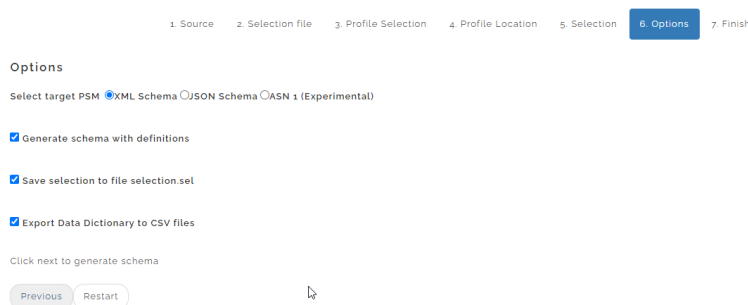 1. Source 2. Selection file 3. Profile Selection 4. Profile Location 5. Selection 6. Options 7. Finish
Options
Select target PSM XML Schema JSON Schema ASN 1 (Experimental)
Generate schema with definitions
Save selection to file selection.sel
Export Data Dictionary to CSV files
Click next to generate schema
Previous Restart